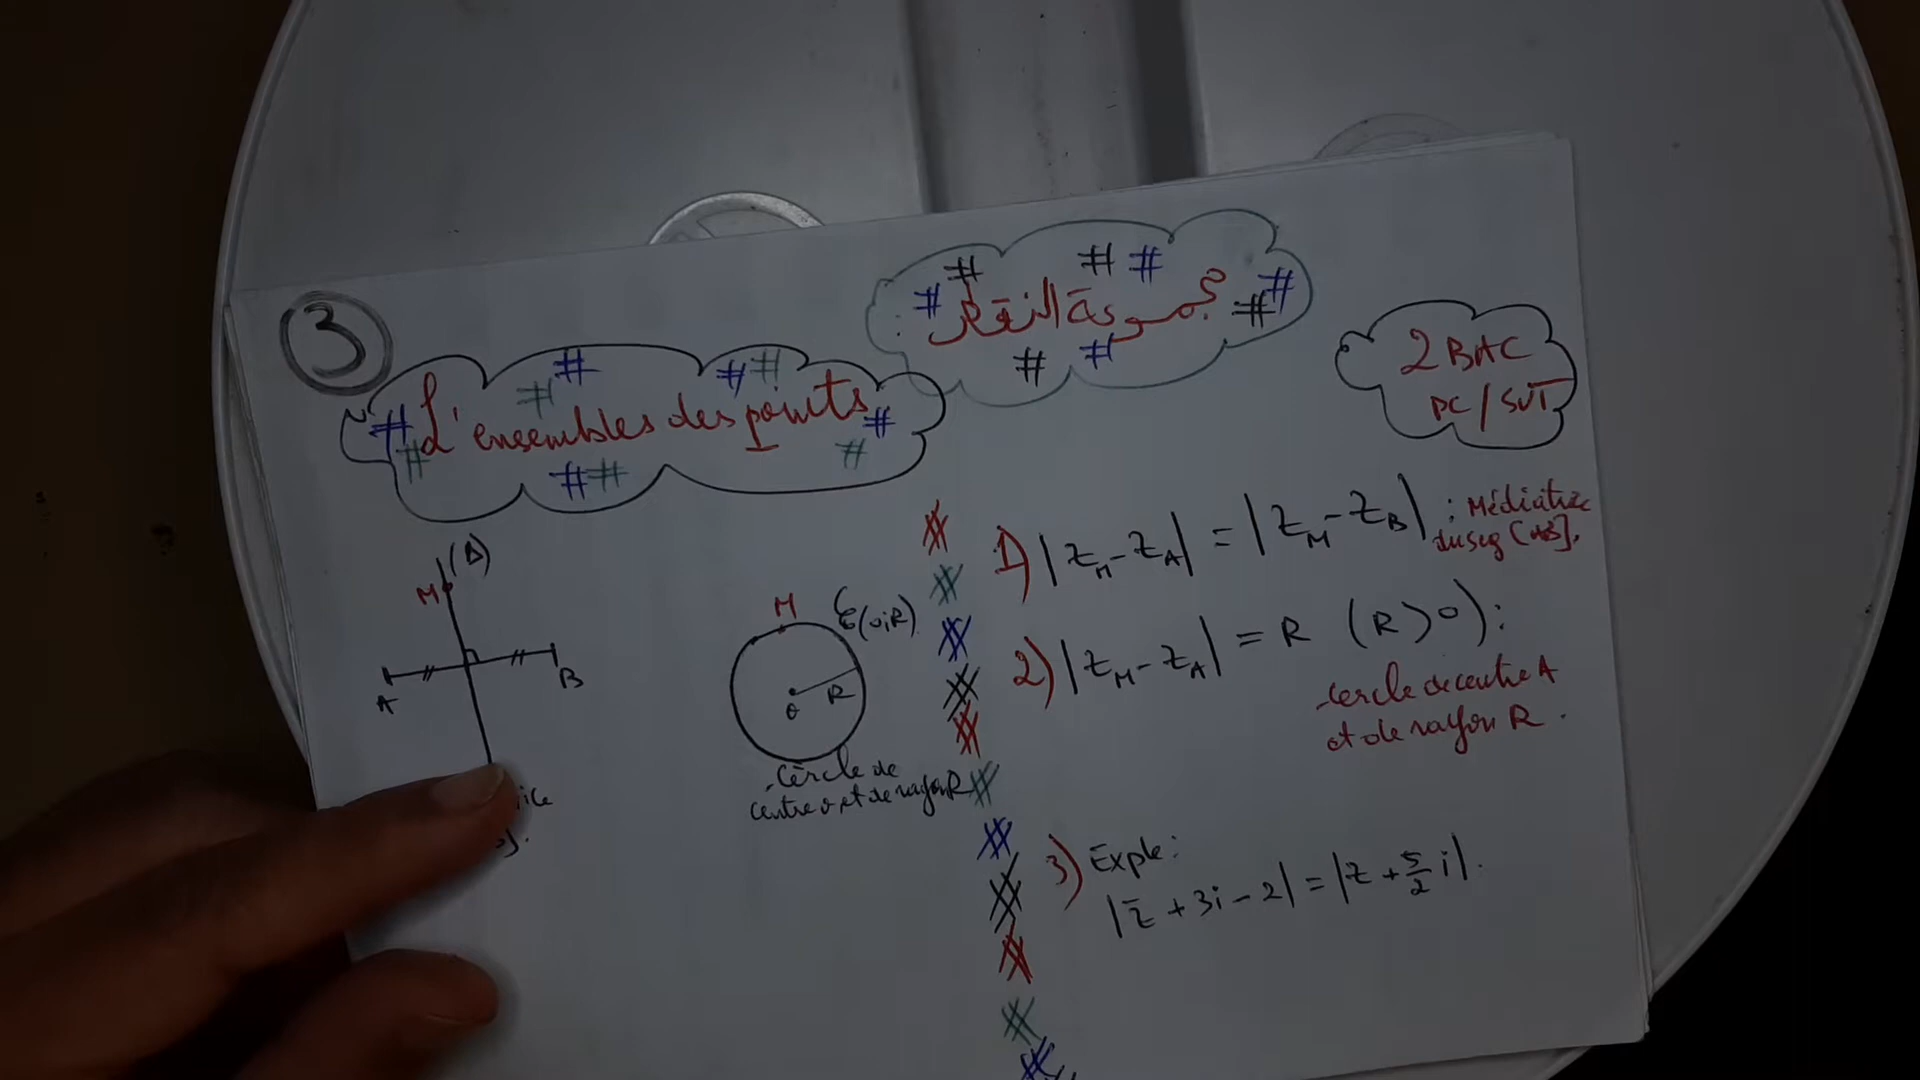 3
مجموعة النقط
2 BAC
PC / SVT
L'ensembles des points
(Δ)
M
A
B
M
C(O;R)
O
R
Cercle de
centre O et de rayon R
1) |z_M - z_A| = |z_M - z_B| : Médiatrice
du seg [AB].
2) |z_M - z_A| = R (R>0):
Cercle de centre A
et de rayon R.
3) Exple:
|z̄ + 3i - 2| = |z + 5/2 i|.